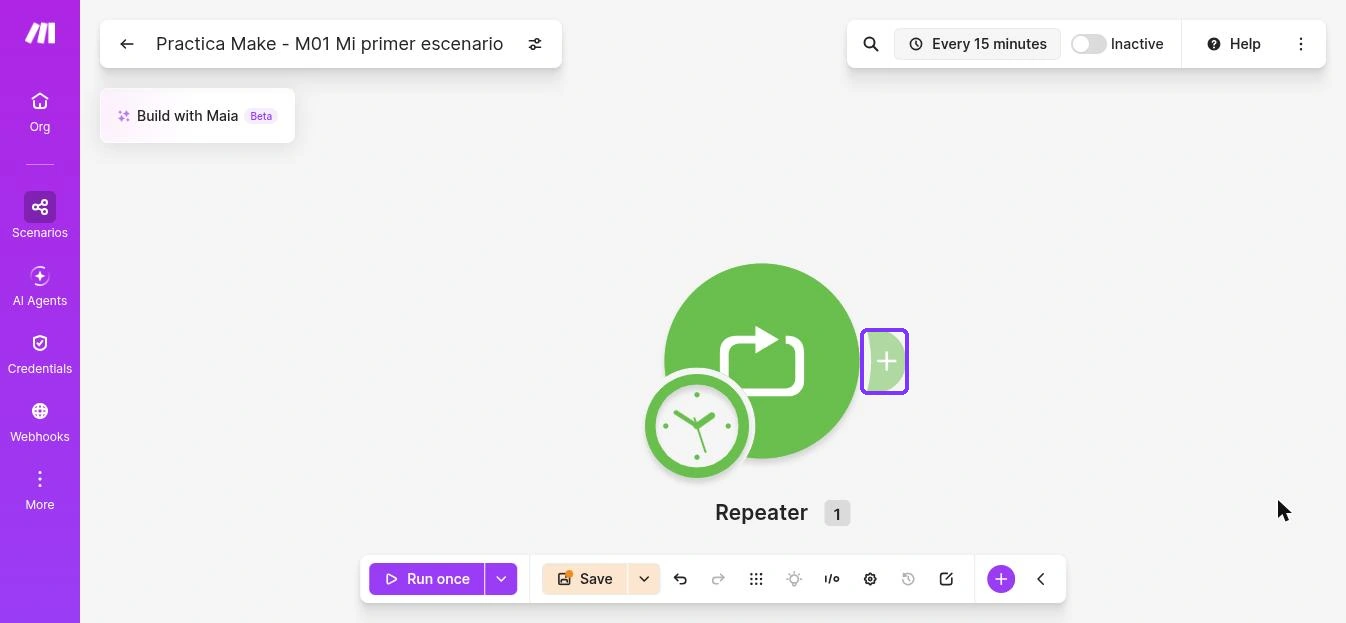 Practica Make - M01 Mi primer escenario
Every 15 minutes
Inactive
Help
Build with Maia
Beta
Org
Scenarios
AI Agents
Credentials
Webhooks
More
Repeater 1
Run once
Save